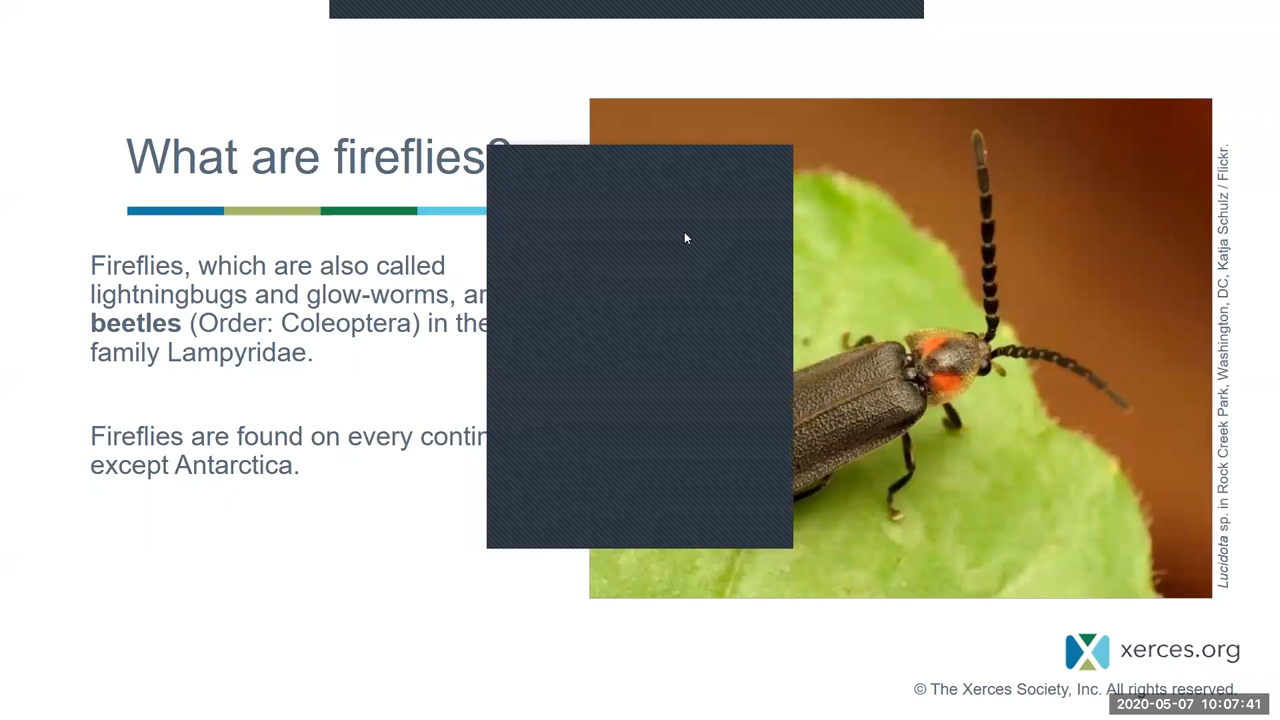 What are fireflies?
Fireflies, which are also called
lightningbugs and glow-worms,
beetles (Order: Coleoptera) in the
family Lampyridae.
Fireflies are found on every
except Antarctica.
Lucidota sp. in Rock Creek Park, Washington, DC, Katja Schulz / Flickr.
xerces.org
© The Xerces Society, Inc. All rights reserved.
2020-05-07 10:07:41